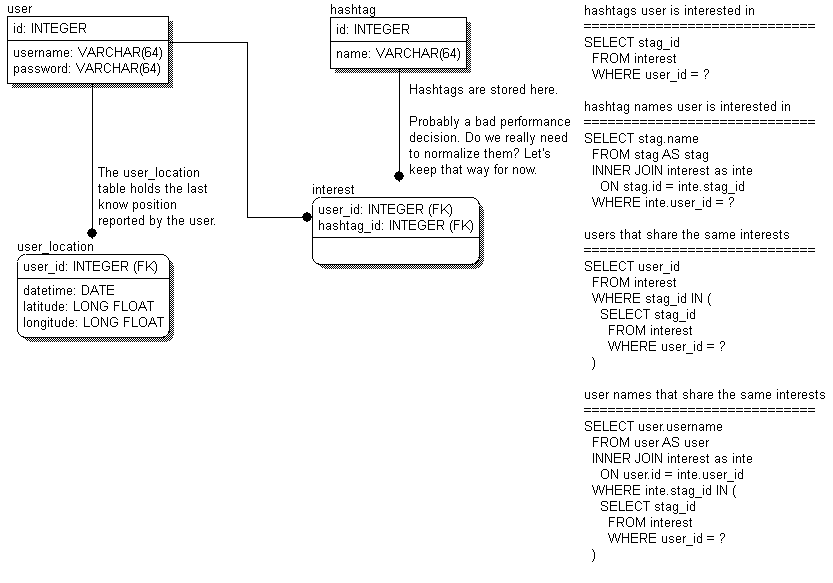 user
id: INTEGER
username: VARCHAR(64)
password: VARCHAR(64)
hashtag
id: INTEGER
name: VARCHAR(64)
Hashtags are stored here.
Probably a bad performance
decision. Do we really need
to normalize them? Let's
keep that way for now.
The user_location
table holds the last
know position
reported by the user.
interest
user_id: INTEGER (FK)
hashtag_id: INTEGER (FK)
user_location
user_id: INTEGER (FK)
datetime: DATE
latitude: LONG FLOAT
longitude: LONG FLOAT
hashtags user is interested in
=============================
SELECT stag_id
FROM interest
WHERE user_id = ?
hashtag names user is interested in
=============================
SELECT stag.name
FROM stag AS stag
INNER JOIN interest as inte
ON stag.id = inte.stag_id
WHERE inte.user_id = ?
users that share the same interests
=============================
SELECT user_id
FROM interest
WHERE stag_id IN (
SELECT stag_id
FROM interest
WHERE user_id = ?
)
user names that share the same interests
=============================
SELECT user.username
FROM user AS user
INNER JOIN interest as inte
ON user.id = inte.user_id
WHERE inte.stag_id IN (
SELECT stag_id
FROM interest
WHERE user_id = ?
)